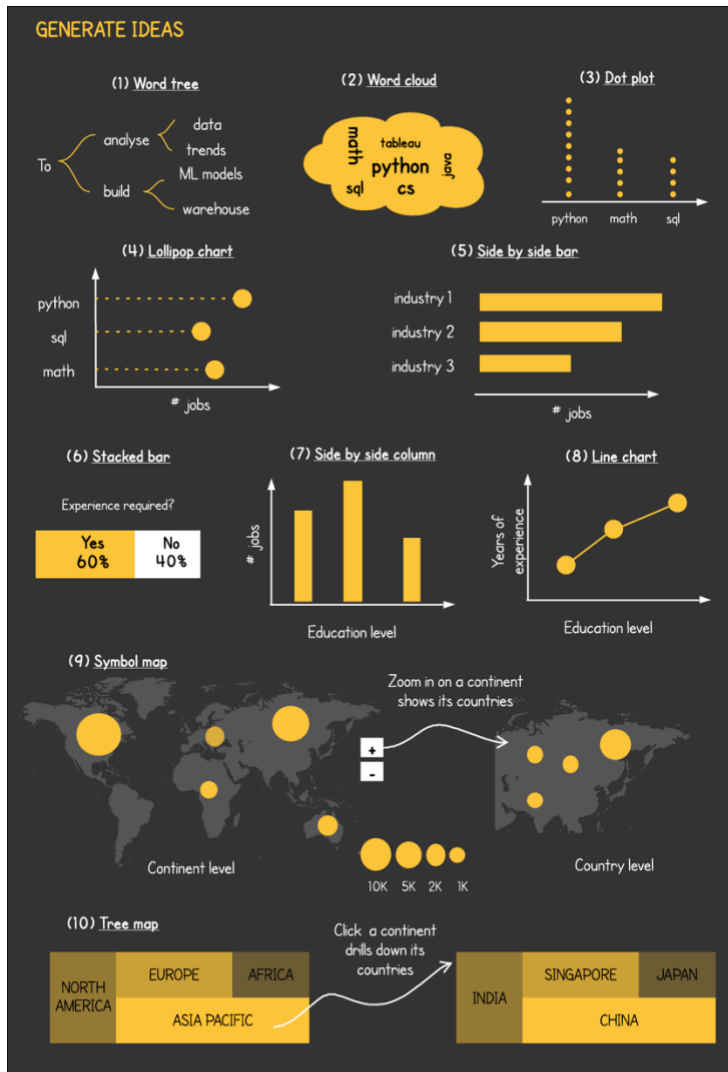 GENERATE IDEAS
(1) Word tree
To
analyse
data
trends
build
ML models
warehouse
(2) Word cloud
math
tableau
python
java
sql
cs
(3) Dot plot
python
math
sql
(4) Lollipop chart
python
sql
math
# jobs
(5) Side by side bar
industry 1
industry 2
industry 3
# jobs
(6) Stacked bar
Experience required?
Yes
60%
No
40%
(7) Side by side column
# jobs
Education level
(8) Line chart
Years of
experience
Education level
(9) Symbol map
Zoom in on a continent
shows its countries
+
-
Continent level
10K 5K 2K 1K
Country level
(10) Tree map
Click a continent
drills down its
countries
NORTH
AMERICA
EUROPE
AFRICA
ASIA PACIFIC
INDIA
SINGAPORE
JAPAN
CHINA